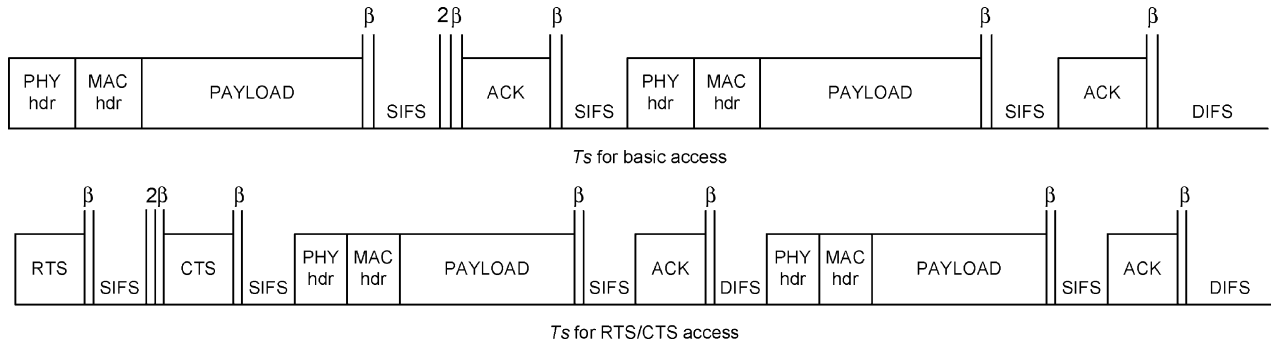 β 2β β β β
PHY hdr MAC hdr PAYLOAD SIFS ACK SIFS PHY hdr MAC hdr PAYLOAD SIFS ACK DIFS
Ts for basic access
β 2β β β β β β
RTS SIFS CTS SIFS PHY hdr MAC hdr PAYLOAD SIFS ACK DIFS PHY hdr MAC hdr PAYLOAD SIFS ACK DIFS
Ts for RTS/CTS access